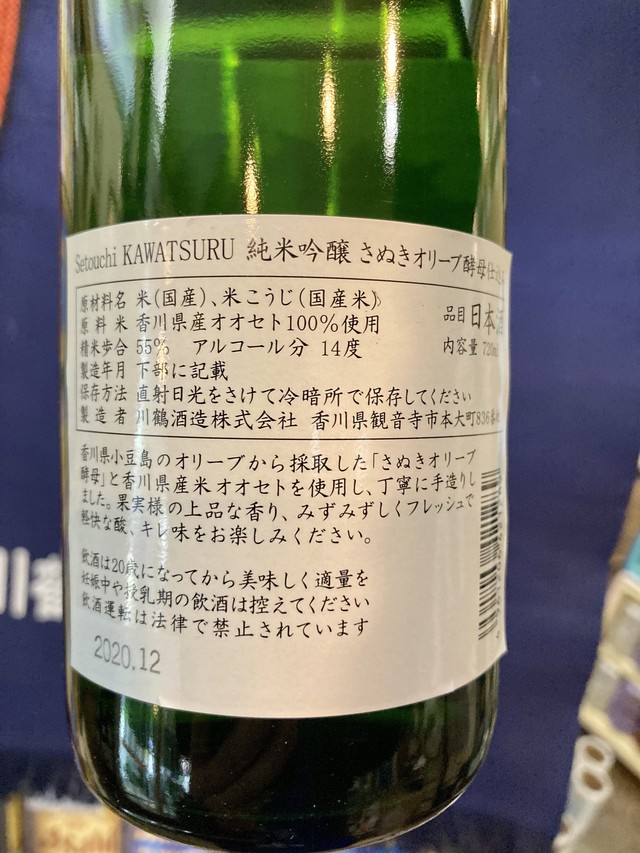 Setouchi KAWATSURU 純米吟醸 さぬきオリーブ酵母仕込
原材料名 米(国産)、米こうじ(国産米)
原料米 香川県産オオセト100%使用
品目 日本酒
精米歩合 55% アルコール分 14度
内容量 720ml
製造年月 下部に記載
保存方法 直射日光をさけて冷暗所で保存してください
製造者 川鶴酒造株式会社 香川県観音寺市本大町836番地
香川県小豆島のオリーブから採取した「さぬきオリーブ
酵母」と香川県産米オオセトを使用し、丁寧に手造りし
ました。果実様の上品な香り、みずみずしくフレッシュで
軽快な酸、キレ味をお楽しみください。
飲酒は20歳になってから美味しく適量を
妊娠中や授乳期の飲酒は控えてください
飲酒運転は法律で禁止されています
2020.12
川